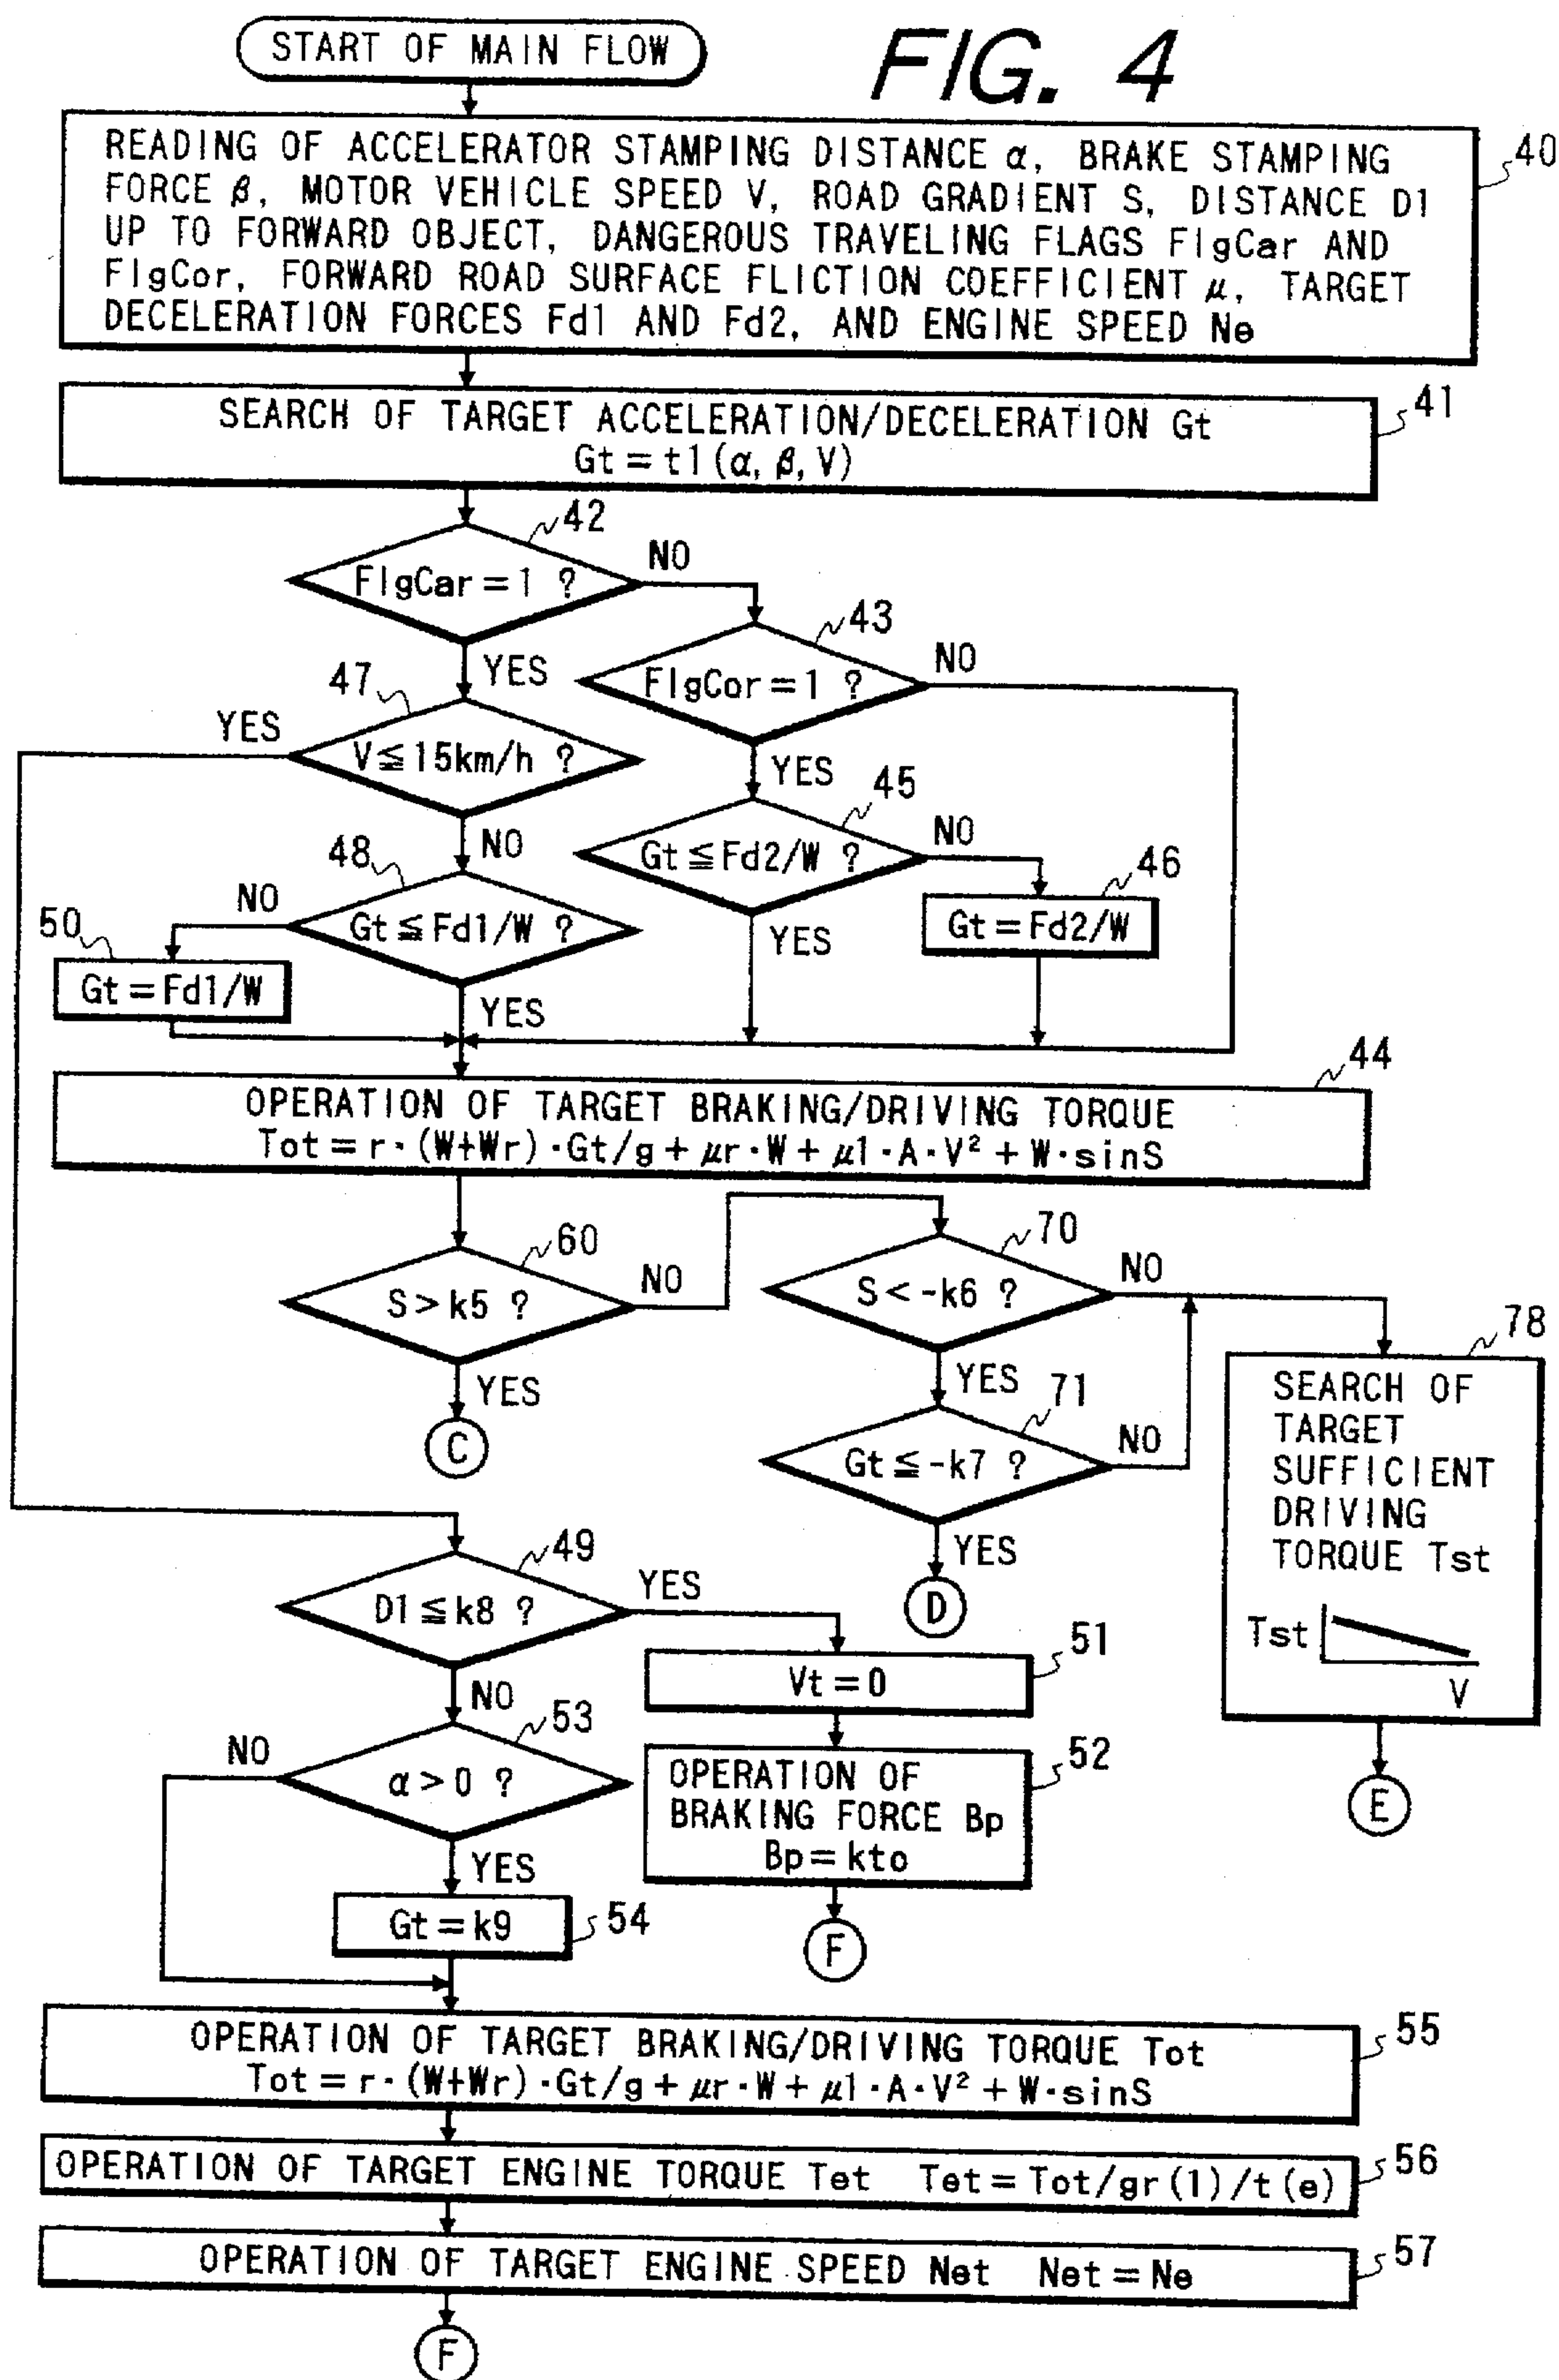 START OF MAIN FLOW
FIG. 4
READING OF ACCELERATOR STAMPING DISTANCE α, BRAKE STAMPING
FORCE β, MOTOR VEHICLE SPEED V, ROAD GRADIENT S, DISTANCE D1
UP TO FORWARD OBJECT, DANGEROUS TRAVELING FLAGS FlgCar AND
FlgCor, FORWARD ROAD SURFACE FLICTION COEFFICIENT μ, TARGET
DECELERATION FORCES Fd1 AND Fd2, AND ENGINE SPEED Ne
40
SEARCH OF TARGET ACCELERATION/DECELERATION Gt
Gt=t1(α, β, V)
41
42
FlgCar=1 ?
NO
YES
43
FlgCor=1 ?
NO
YES
47
YES
V≦15km/h ?
NO
45
Gt≦Fd2/W ?
NO
YES
46
Gt=Fd2/W
48
NO
Gt≦Fd1/W ?
YES
50
Gt=Fd1/W
44
OPERATION OF TARGET BRAKING/DRIVING TORQUE
Tot=r·(W+Wr)·Gt/g+μr·W+μl·A·V²+W·sinS
60
S>k5 ?
NO
YES
C
70
S<-k6 ?
NO
YES
71
Gt≦-k7 ?
NO
YES
D
78
SEARCH OF
TARGET
SUFFICIENT
DRIVING
TORQUE Tst
Tst
V
E
49
D1≦k8 ?
YES
NO
51
Vt=0
52
OPERATION OF
BRAKING FORCE Bp
Bp=kto
F
53
NO
α>0 ?
YES
54
Gt=k9
OPERATION OF TARGET BRAKING/DRIVING TORQUE Tot
Tot=r·(W+Wr)·Gt/g+μr·W+μl·A·V²+W·sinS
55
OPERATION OF TARGET ENGINE TORQUE Tet Tet=Tot/gr(1)/t(e)
56
OPERATION OF TARGET ENGINE SPEED Net Net=Ne
57
F